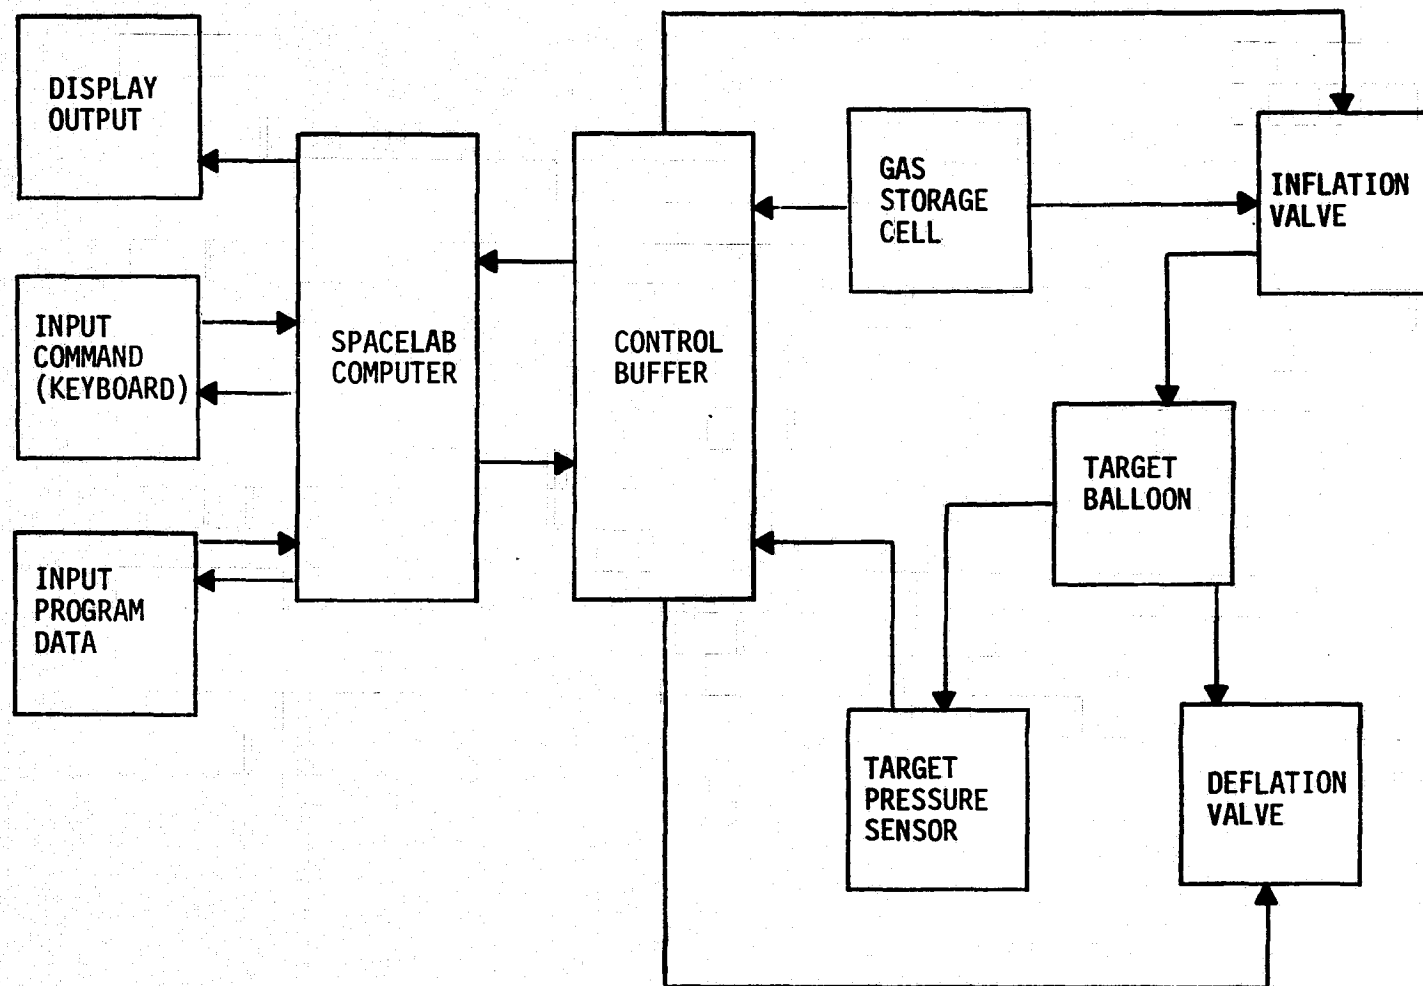 DISPLAY
OUTPUT
INPUT
COMMAND
(KEYBOARD)
INPUT
PROGRAM
DATA
SPACELAB
COMPUTER
CONTROL
BUFFER
GAS
STORAGE
CELL
INFLATION
VALVE
TARGET
BALLOON
TARGET
PRESSURE
SENSOR
DEFLATION
VALVE